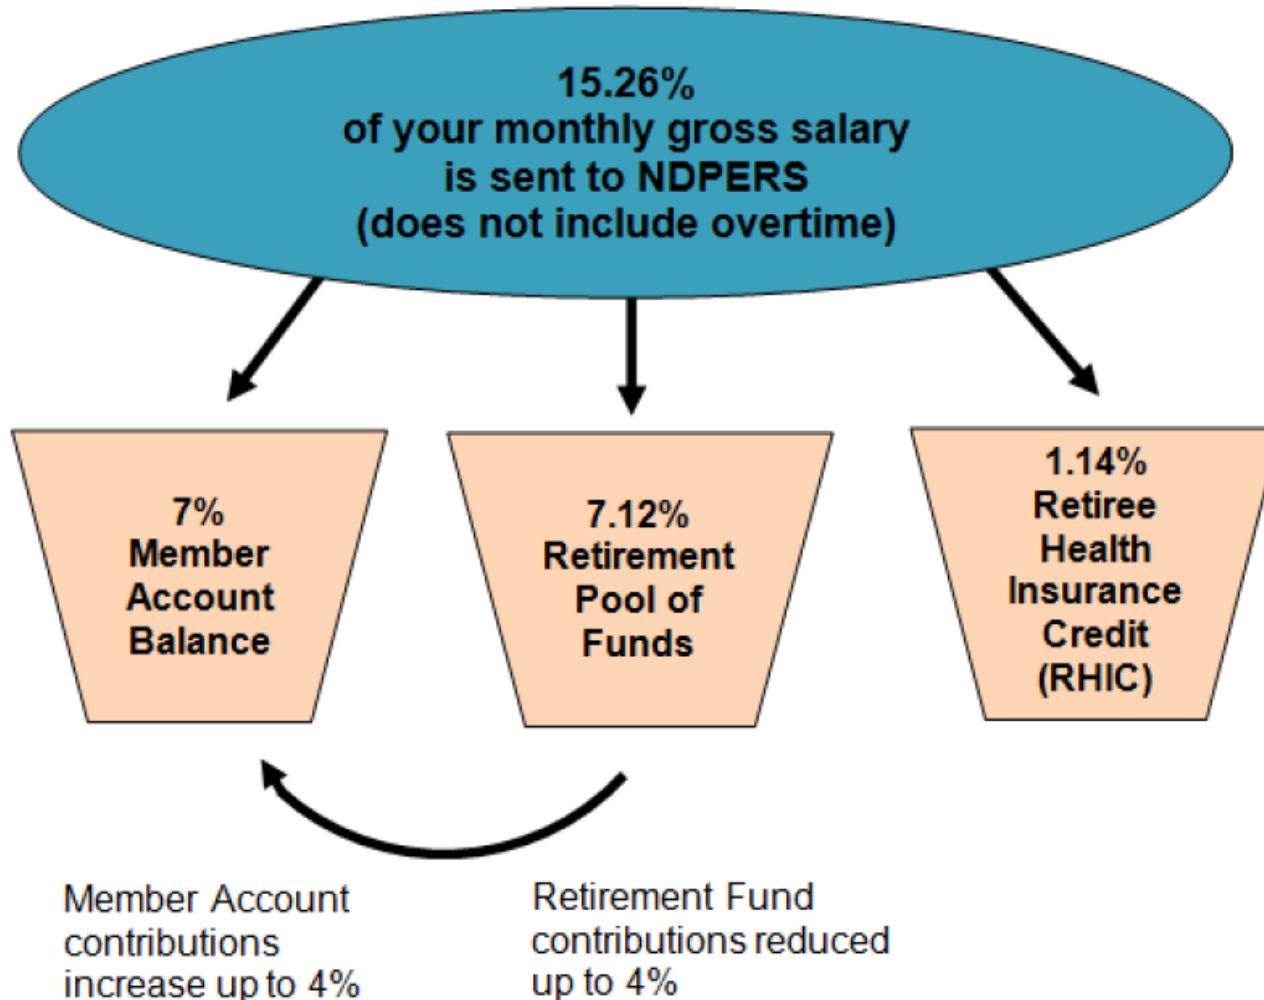 15.26%
of your monthly gross salary
is sent to NDPERS
(does not include overtime)
7%
Member
Account
Balance
7.12%
Retirement
Pool of
Funds
1.14%
Retiree
Health
Insurance
Credit
(RHIC)
Member Account
contributions
increase up to 4%
Retirement Fund
contributions reduced
up to 4%